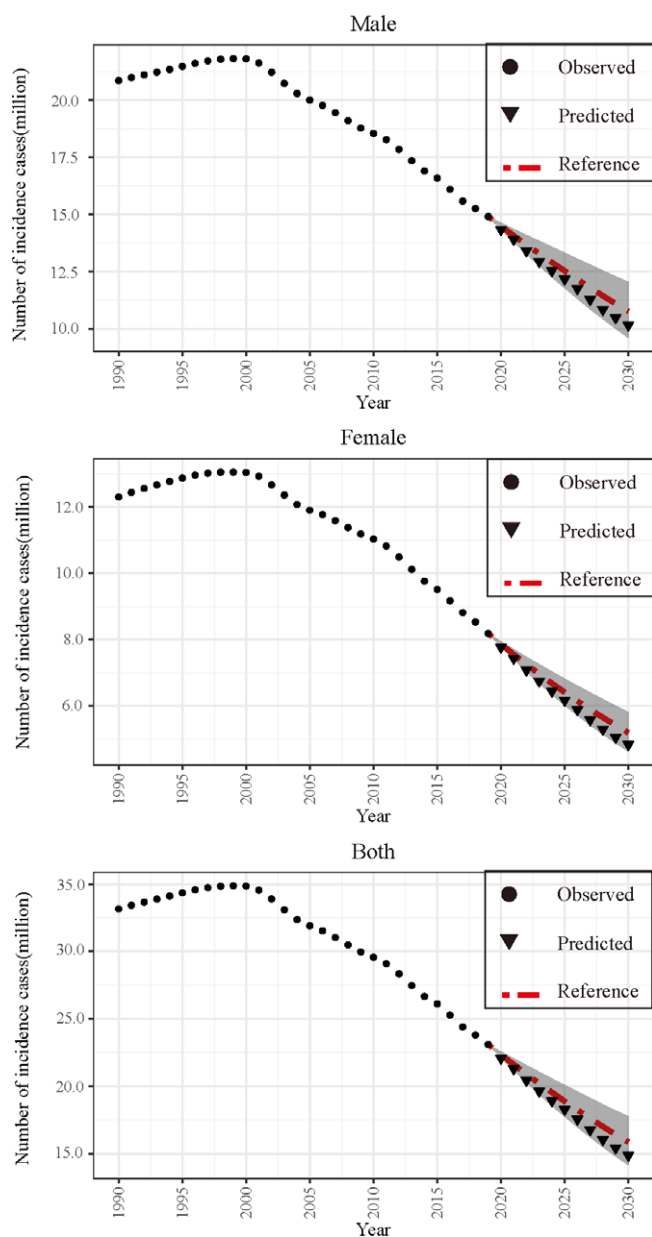 Male
Number of incidence cases(million)
20.0
17.5
15.0
12.5
10.0
Observed
Predicted
Reference
1990
1995
2000
2005
2010
2015
2020
2025
2030
Year
Female
Number of incidence cases(million)
12.0
10.0
8.0
6.0
Observed
Predicted
Reference
1990
1995
2000
2005
2010
2015
2020
2025
2030
Year
Both
Number of incidence cases(million)
35.0
30.0
25.0
20.0
15.0
Observed
Predicted
Reference
1990
1995
2000
2005
2010
2015
2020
2025
2030
Year